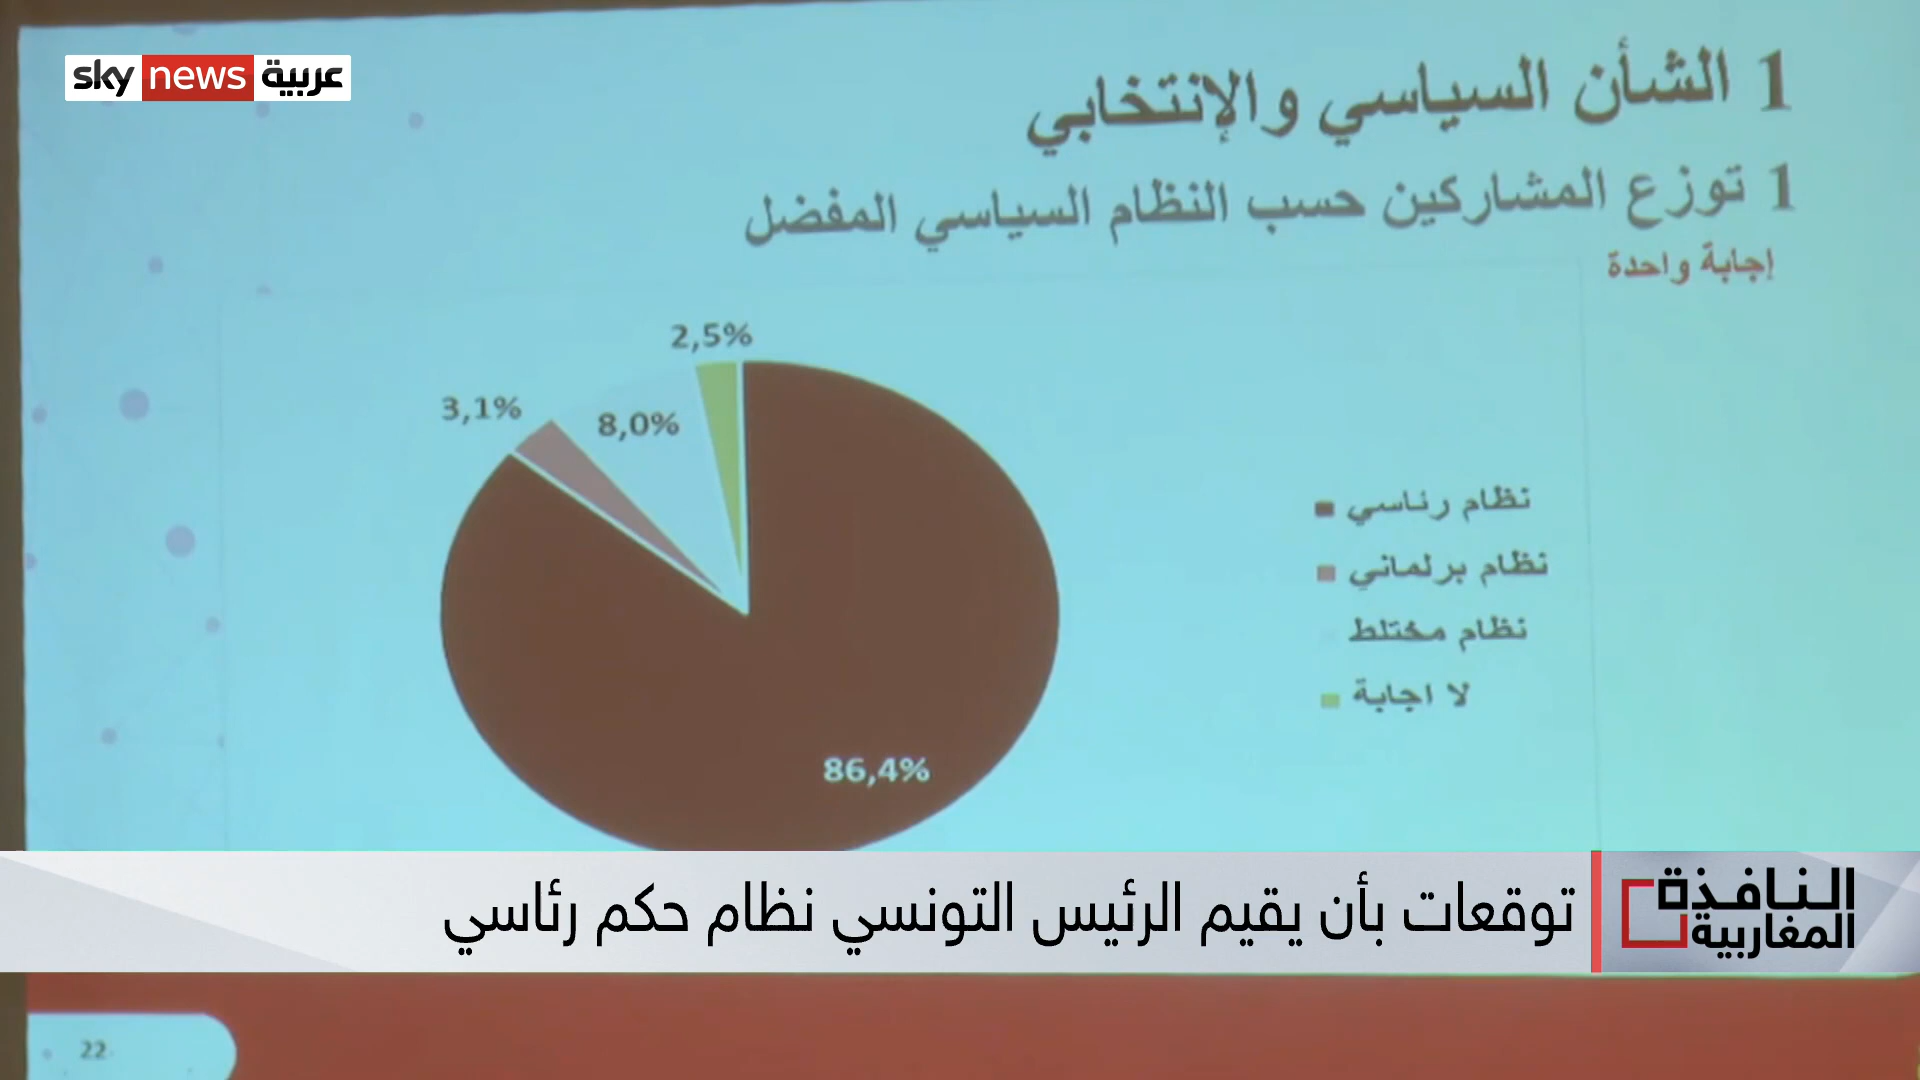 sky news عربية
1 الشأن السياسي والإنتخابي
1 توزع المشاركين حسب النظام السياسي المفضل
إجابة واحدة
2,5%
3,1%
8,0%
86,4%
نظام رئاسي
نظام برلماني
نظام مختلط
لا اجابة
النافذة
المغاربية
توقعات بأن يقيم الرئيس التونسي نظام حكم رئاسي
22